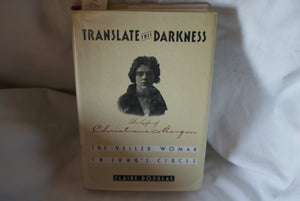 TRANSLATE THIS DARKNESS
The Life of
Christiana Morgan
THE VEILED WOMAN
IN JUNG'S CIRCLE
CLAIRE DOUGLAS